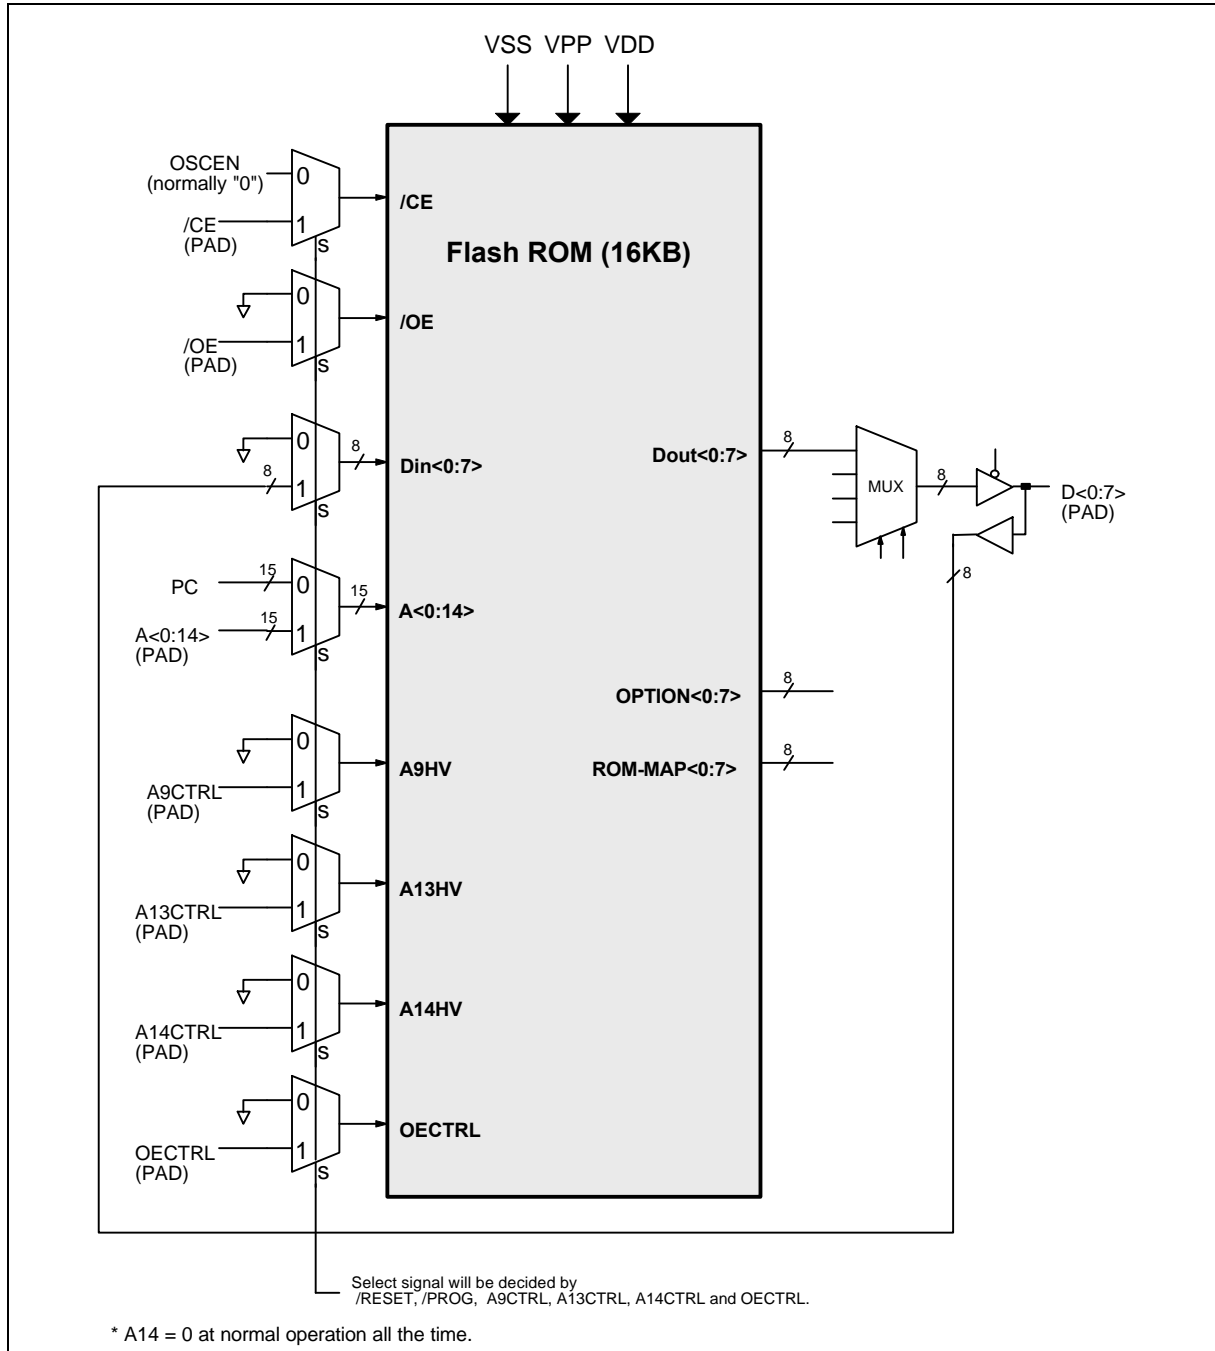 VSS VPP VDD
OSCEN
(normally "0")
0
/CE
(PAD)
1
S
/CE
Flash ROM (16KB)
0
/OE
(PAD)
1
S
/OE
0
8
1
S
8
Din<0:7>
Dout<0:7>
8
MUX
8
D<0:7>
(PAD)
8
PC
15
0
A<0:14>
(PAD)
15
1
S
15
A<0:14>
OPTION<0:7>
8
0
A9CTRL
(PAD)
1
S
A9HV
ROM-MAP<0:7>
8
0
A13CTRL
(PAD)
1
S
A13HV
0
A14CTRL
(PAD)
1
S
A14HV
0
OECTRL
(PAD)
1
S
OECTRL
Select signal will be decided by
/RESET, /PROG, A9CTRL, A13CTRL, A14CTRL and OECTRL.
* A14 = 0 at normal operation all the time.